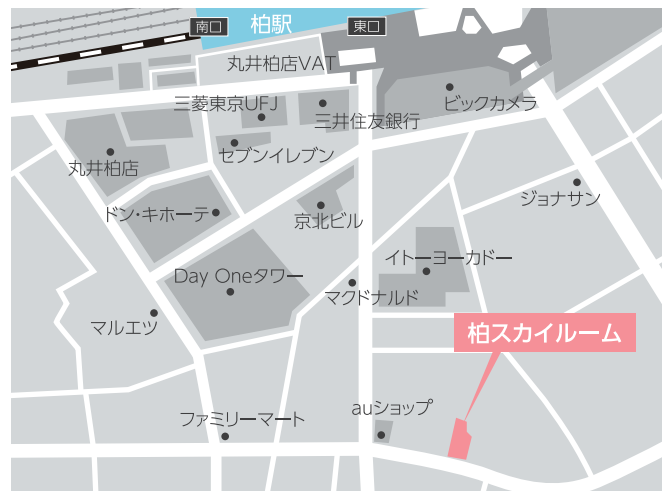 南口
柏駅
東口
丸井柏店VAT
三菱東京UFJ
三井住友銀行
ビックカメラ
丸井柏店
セブンイレブン
ジョナサン
ドン・キホーテ
京北ビル
イトーヨーカドー
Day Oneタワー
マクドナルド
マルエツ
柏スカイルーム
auショップ
ファミリーマート